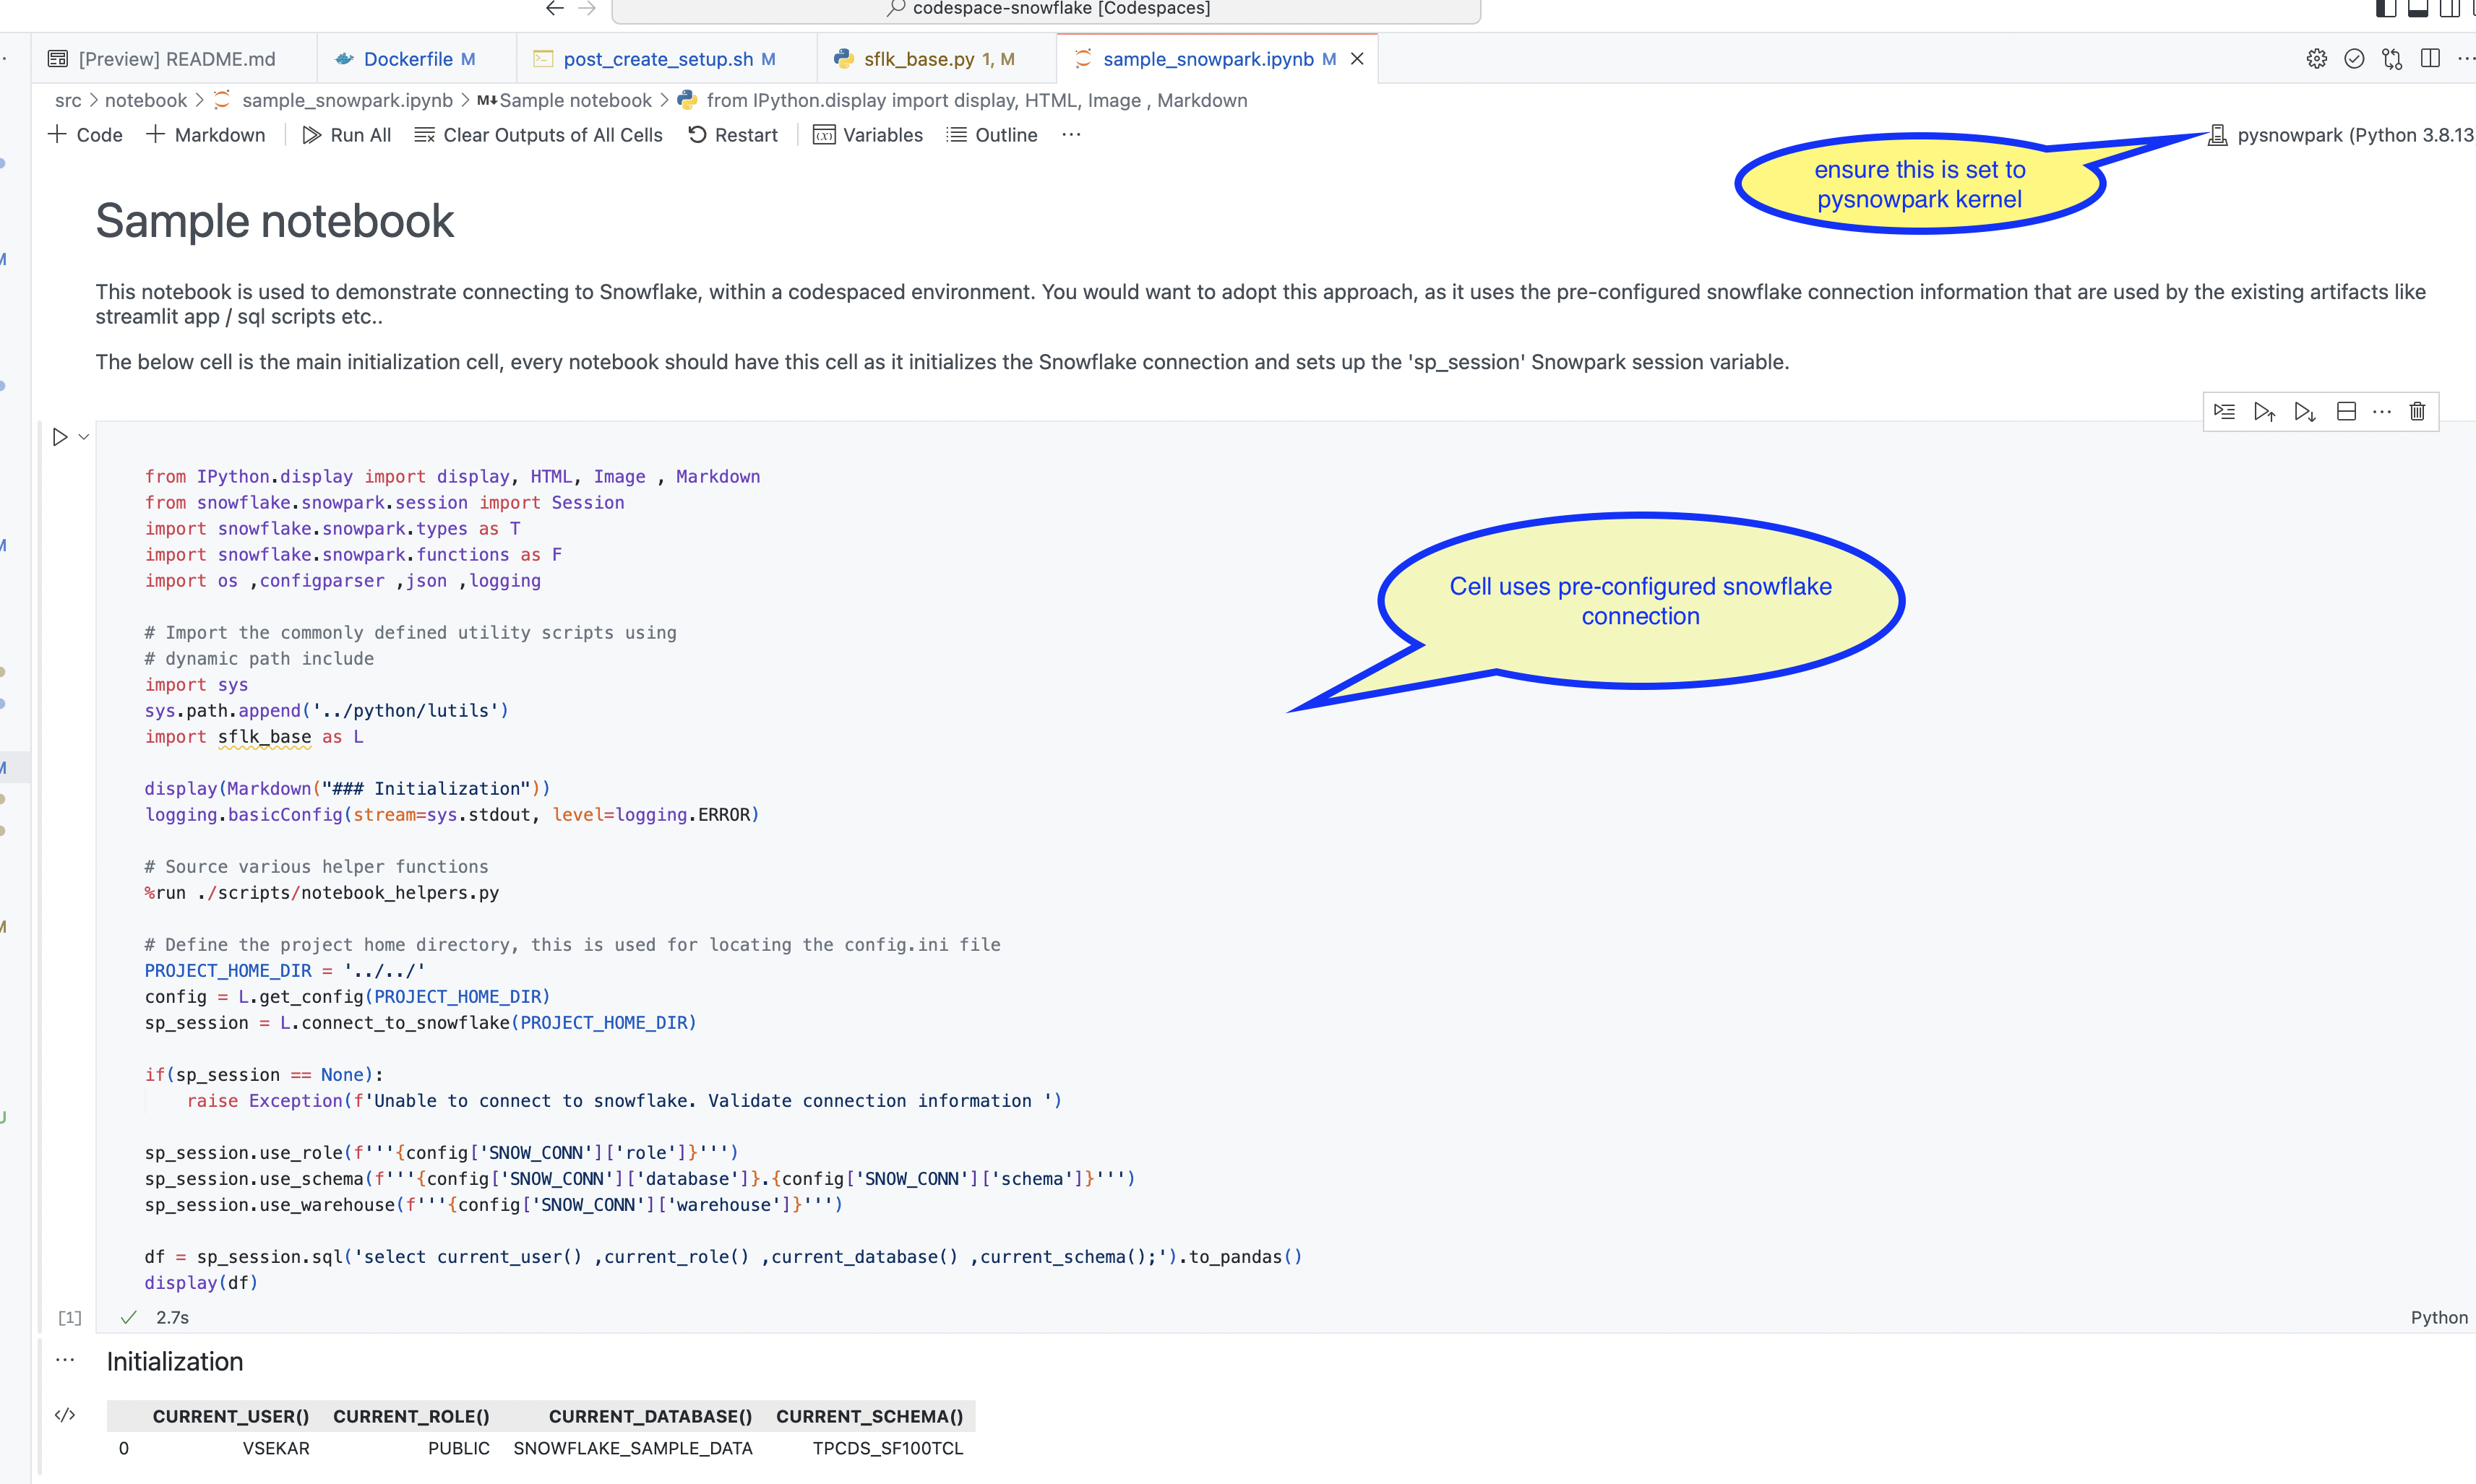 codespace-snowflake [Codespaces]
[Preview] README.md
Dockerfile M
post_create_setup.sh M
sflk_base.py 1, M
sample_snowpark.ipynb M
src > notebook > sample_snowpark.ipynb > M↓ Sample notebook > from IPython.display import display, HTML, Image , Markdown
+ Code + Markdown Run All Clear Outputs of All Cells Restart Variables Outline ...
pysnowpark (Python 3.8.13
ensure this is set to
pysnowpark kernel
Sample notebook
This notebook is used to demonstrate connecting to Snowflake, within a codespaced environment. You would want to adopt this approach, as it uses the pre-configured snowflake connection information that are used by the existing artifacts like
streamlit app / sql scripts etc..
The below cell is the main initialization cell, every notebook should have this cell as it initializes the Snowflake connection and sets up the 'sp_session' Snowpark session variable.
from IPython.display import display, HTML, Image , Markdown
from snowflake.snowpark.session import Session
import snowflake.snowpark.types as T
import snowflake.snowpark.functions as F
import os ,configparser ,json ,logging
Cell uses pre-configured snowflake
connection
# Import the commonly defined utility scripts using
# dynamic path include
import sys
sys.path.append('../python/lutils')
import sflk_base as L
display(Markdown("### Initialization"))
logging.basicConfig(stream=sys.stdout, level=logging.ERROR)
# Source various helper functions
%run ./scripts/notebook_helpers.py
# Define the project home directory, this is used for locating the config.ini file
PROJECT_HOME_DIR = '../../'
config = L.get_config(PROJECT_HOME_DIR)
sp_session = L.connect_to_snowflake(PROJECT_HOME_DIR)
if(sp_session == None):
raise Exception(f'Unable to connect to snowflake. Validate connection information ')
sp_session.use_role(f'''{config['SNOW_CONN']['role']}''')
sp_session.use_schema(f'''{config['SNOW_CONN']['database']}.{config['SNOW_CONN']['schema']}''')
sp_session.use_warehouse(f'''{config['SNOW_CONN']['warehouse']}''')
df = sp_session.sql('select current_user() ,current_role() ,current_database() ,current_schema();').to_pandas()
display(df)
[1] 2.7s
Python
Initialization
CURRENT_USER() CURRENT_ROLE() CURRENT_DATABASE() CURRENT_SCHEMA()
0 VSEKAR PUBLIC SNOWFLAKE_SAMPLE_DATA TPCDS_SF100TCL